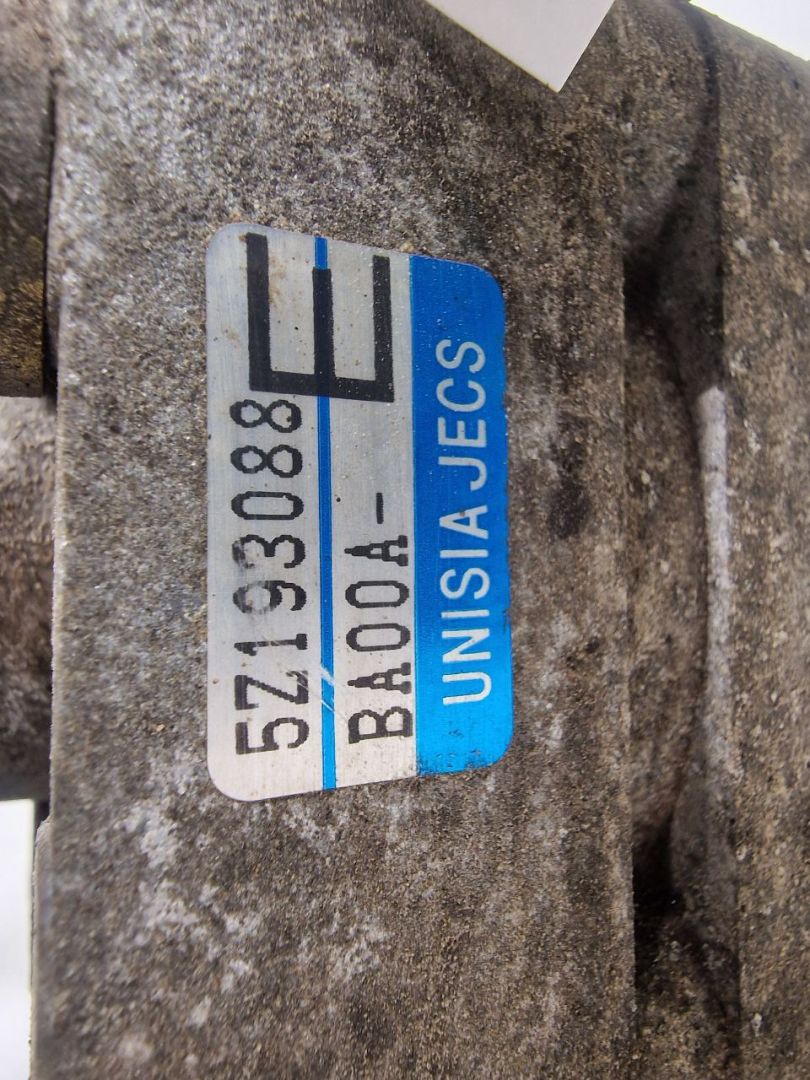 5Z193088
BA00A-
E
UNISIA JECS